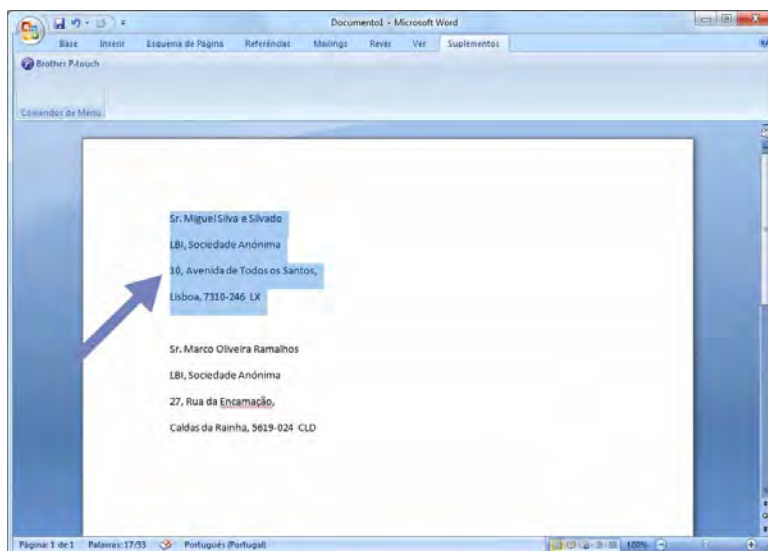 Documento1 - Microsoft Word
Base Inserir Esquema de Página Referências Mailings Rever Ver Suplementos
Brother P-touch
Comandos de Menu
Sr. Miguel Silva e Silvado
LBI, Sociedade Anónima
10, Avenida de Todos os Santos,
Lisboa, 7310-246 LX
Sr. Marco Oliveira Ramalhos
LBI, Sociedade Anónima
27, Rua da Encarnação,
Caldas da Rainha, 5619-024 CLD
Página: 1 de 1 Palavras: 17/33 Português (Portugal) 100%